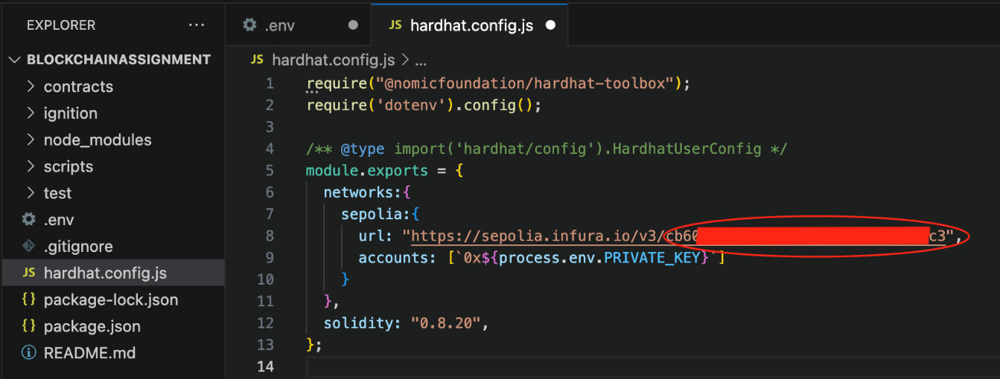 EXPLORER ...
.env
JS hardhat.config.js
BLOCKCHAINASSIGNMENT
contracts
ignition
node_modules
scripts
test
.env
.gitignore
JS hardhat.config.js
{} package-lock.json
{} package.json
README.md
JS hardhat.config.js > ...
1 require("@nomicfoundation/hardhat-toolbox");
2 require('dotenv').config();
3
4 /** @type import('hardhat/config').HardhatUserConfig */
5 module.exports = {
6 networks:{
7 sepolia:{
8 url: "https://sepolia.infura.io/v3/cb60 c3",
9 accounts: [`0x${process.env.PRIVATE_KEY}`]
10 }
11 },
12 solidity: "0.8.20",
13 };
14